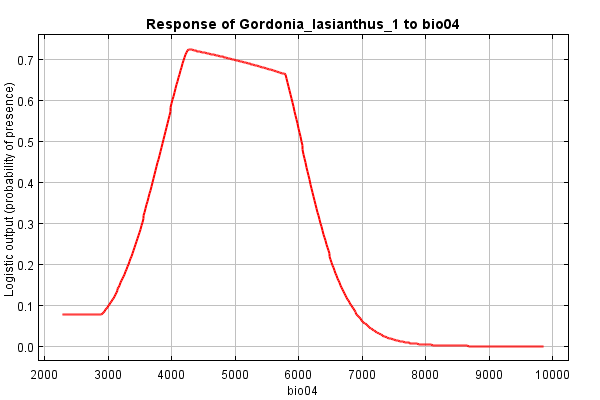 Response of Gordonia_lasianthus_1 to bio04
Logistic output (probability of presence)
0.7
0.6
0.5
0.4
0.3
0.2
0.1
0.0
2000 3000 4000 5000 6000 7000 8000 9000 10000
bio04